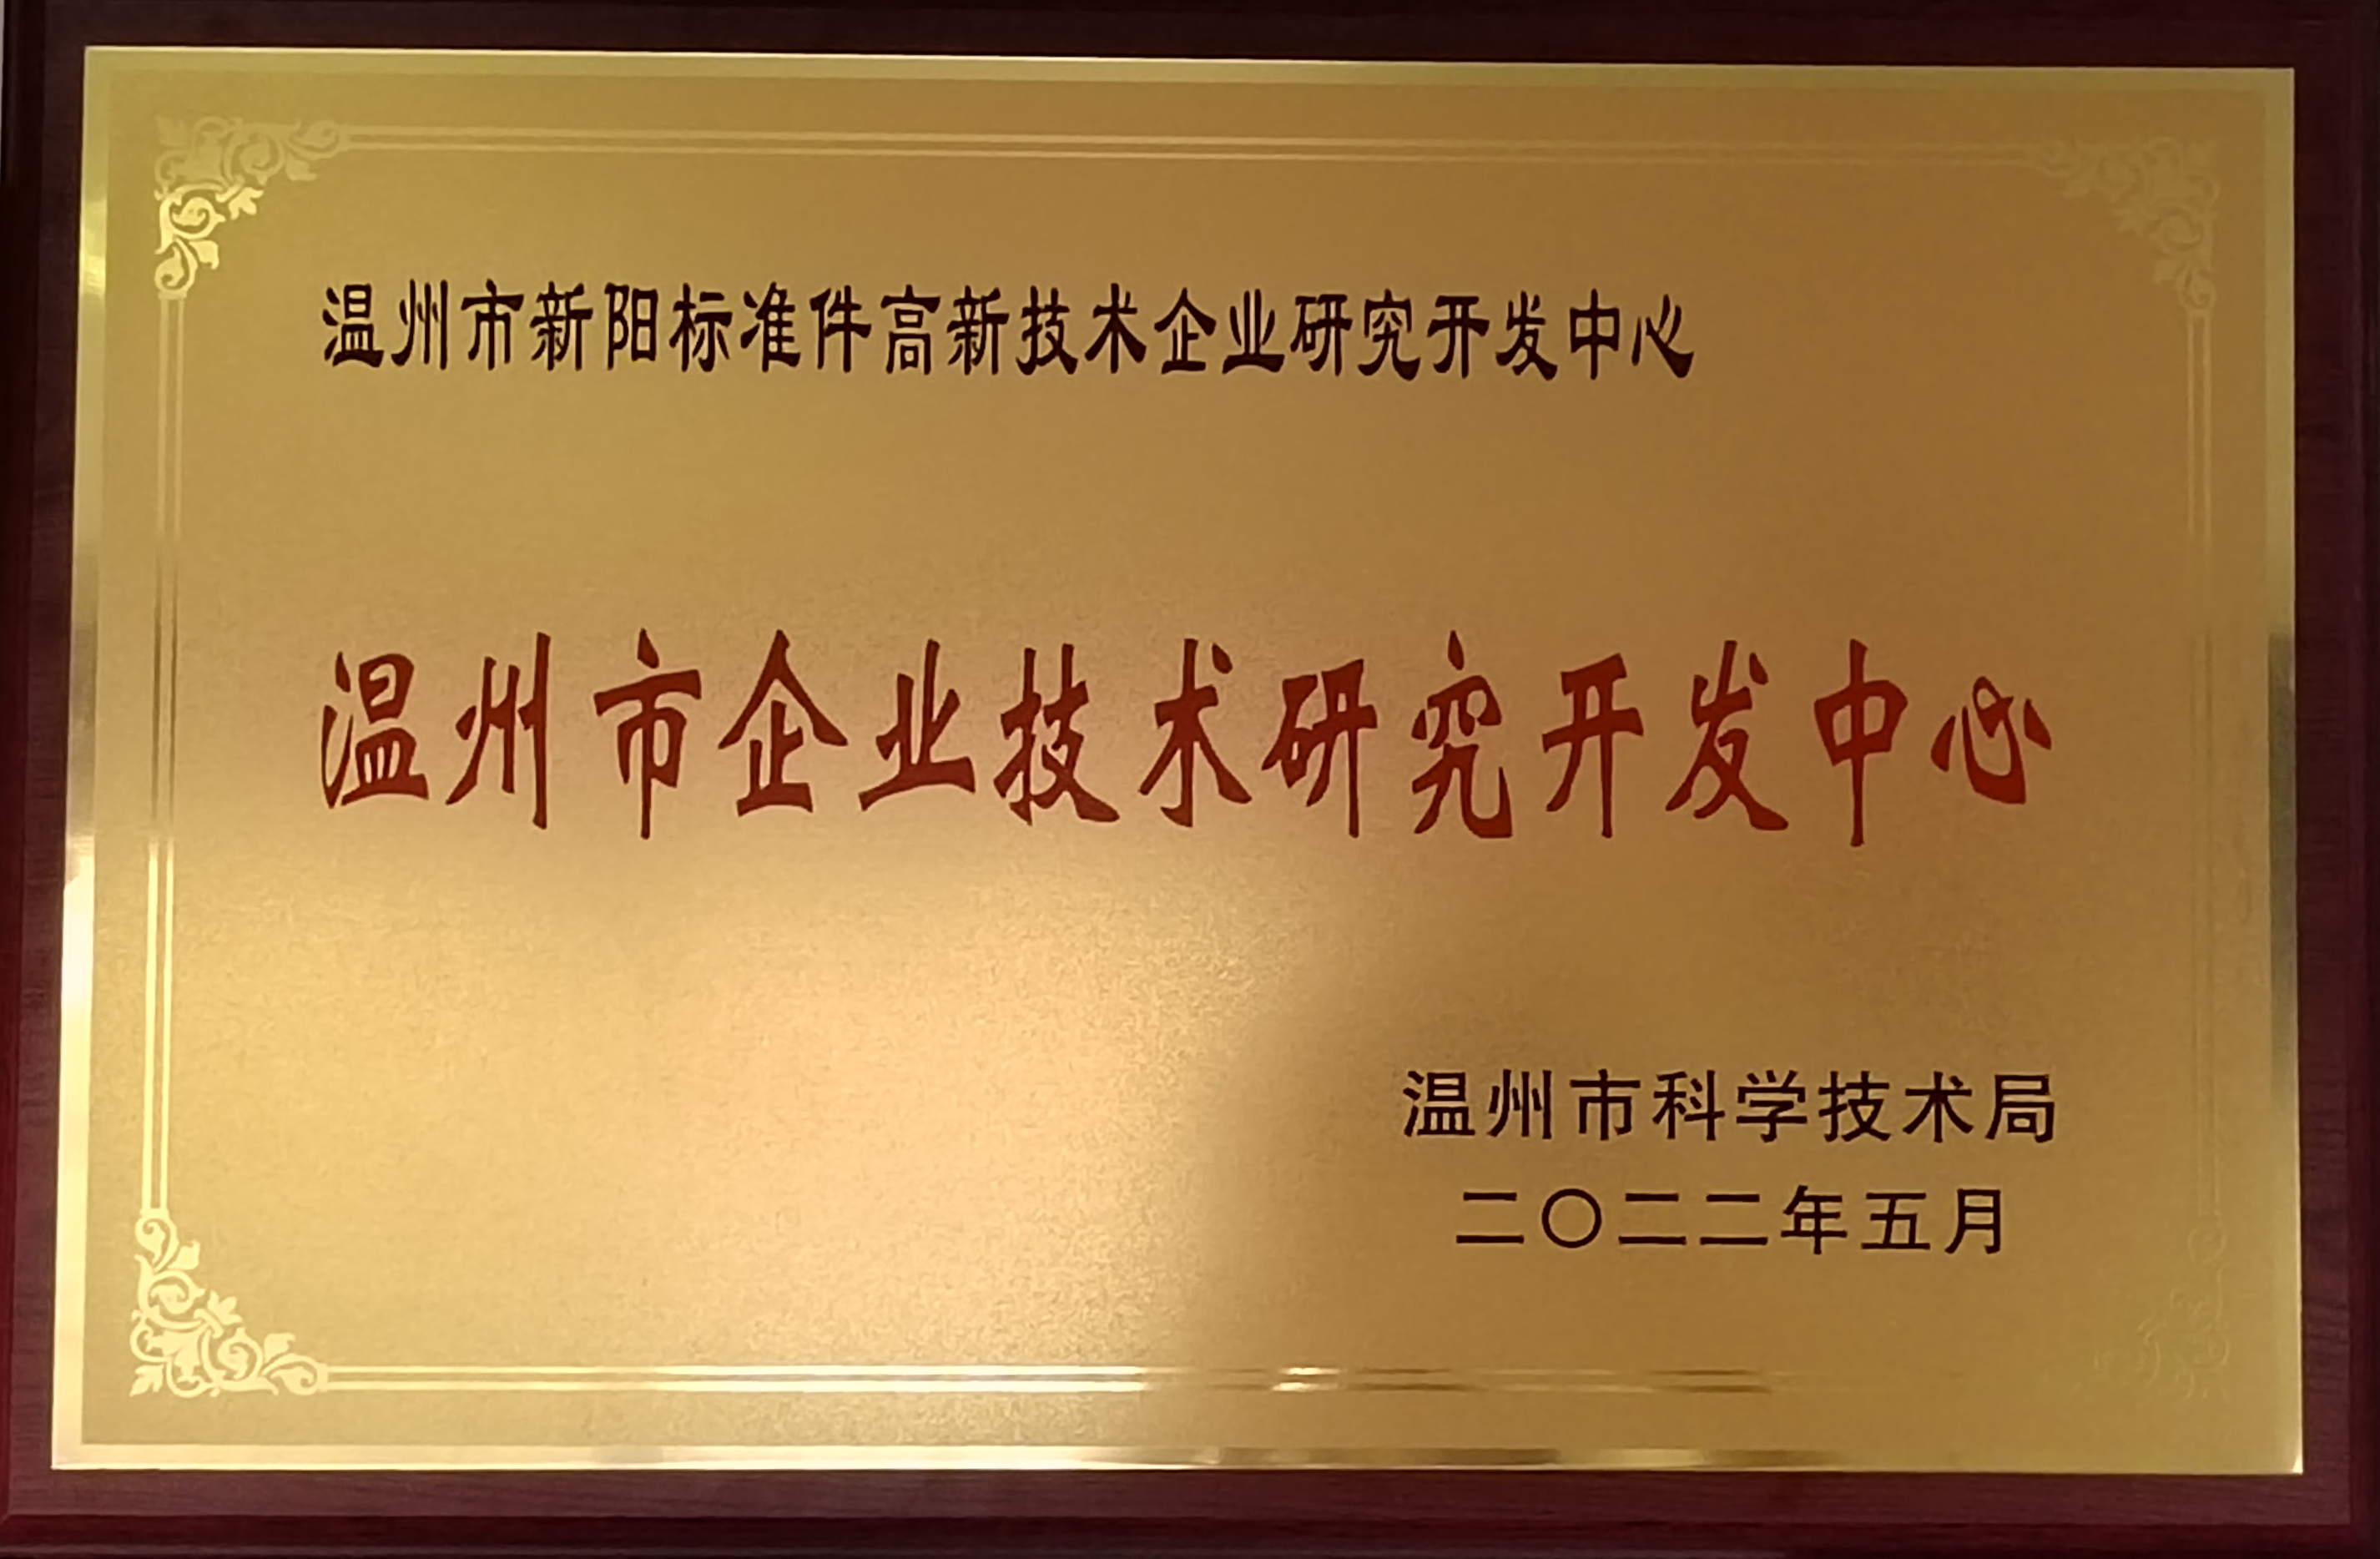 温州市新阳标准件高新技术企业研究开发中心
温州市企业技术研究开发中心
温州市科学技术局
二〇二二年五月